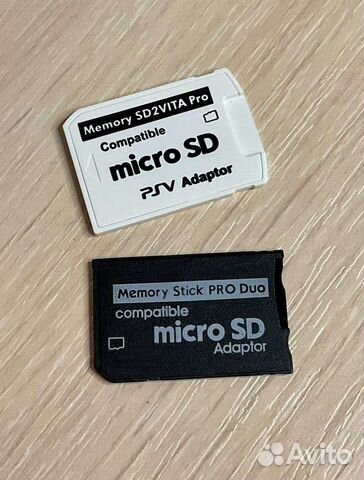 Memory SD2VITA Pro
Compatible
micro SD
PSV Adaptor
Memory Stick PRO Duo
compatible
micro SD
Adaptor
Avito